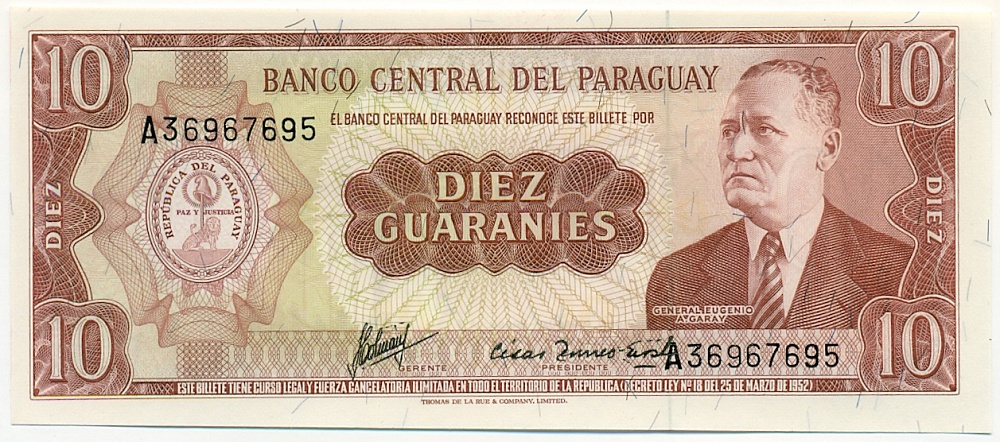 10
10
BANCO CENTRAL DEL PARAGUAY
A36967695
EL BANCO CENTRAL DEL PARAGUAY RECONOCE ESTE BILLETE POR
REPUBLICA DEL PARAGUAY
PAZ Y JUSTICIA
DIEZ
DIEZ
GUARANIES
DIEZ
GENERAL EUGENIO
A. GARAY
10
10
César
A36967695
GERENTE
PRESIDENTE
ESTE BILLETE TIENE CURSO LEGAL Y FUERZA CANCELATORIA ILIMITADA EN TODO EL TERRITORIO DE LA REPUBLICA (DECRETO LEY Nº 18 DEL 25 DE MARZO DE 1952)
THOMAS DE LA RUE & COMPANY, LIMITED.